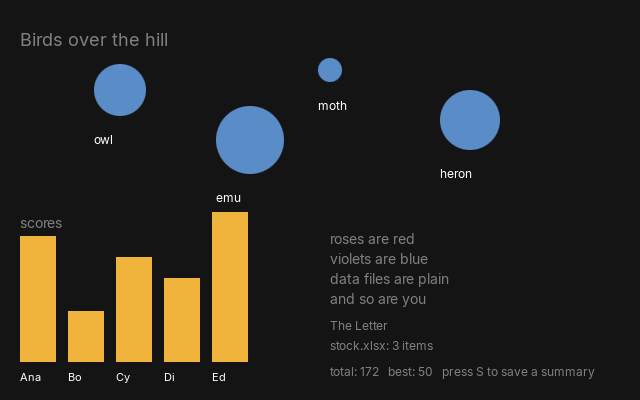 Birds over the hill
moth
owl
heron
emu
scores
roses are red
violets are blue
data files are plain
and so are you
The Letter
stock.xlsx: 3 items
total: 172 best: 50 press S to save a summary
Ana Bo Cy Di Ed